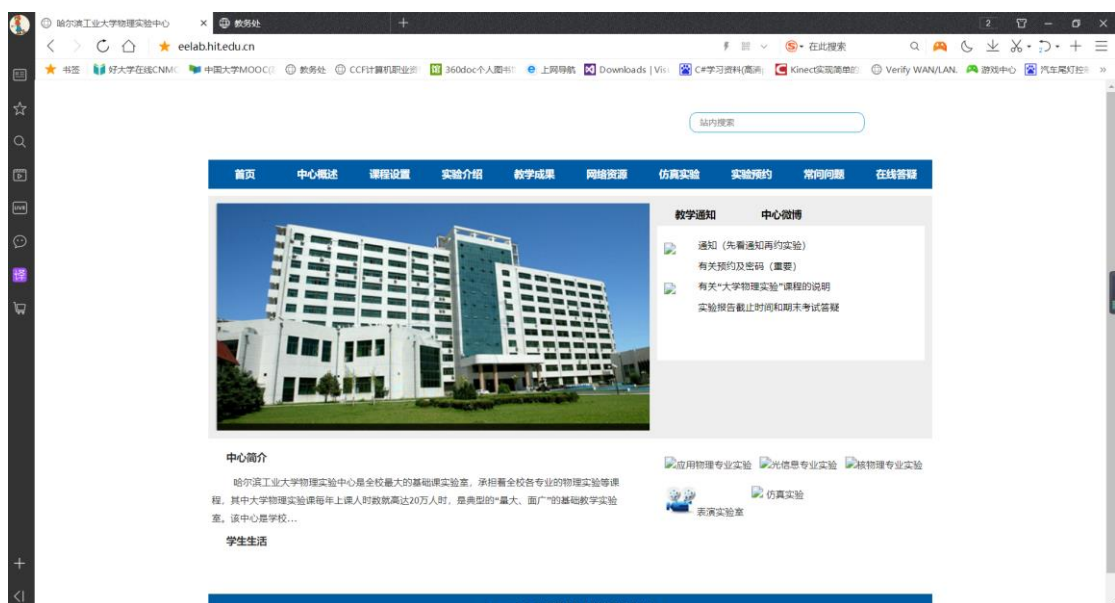 哈尔滨工业大学物理实验中心
教务处
2
eelab.hit.edu.cn
在此搜索
书签
好大学在线CNMC
中国大学MOOC(
教务处
CCF计算机职业资
360doc个人图书
上网导航
Downloads | Vis
C#学习资料(高清
Kinect实现简单的
Verify WAN/LAN.
游戏中心
汽车尾灯控
站内搜索
首页 中心概述 课程设置 实验介绍 教学成果 网络资源 仿真实验 实验预约 常问问题 在线答疑
教学通知 中心微博
通知（先看通知再约实验）
有关预约及密码（重要）
有关“大学物理实验”课程的说明
实验报告截止时间和期末考试答疑
中心简介
哈尔滨工业大学物理实验中心是全校最大的基础课实验室，承担着全校各专业的物理实验等课
程，其中大学物理实验课每年上课人时数就高达20万人时，是典型的“量大、面广”的基础教学实验
室。该中心是学校...
学生生活
应用物理专业实验 光信息专业实验 核物理专业实验
表演实验室
仿真实验
译